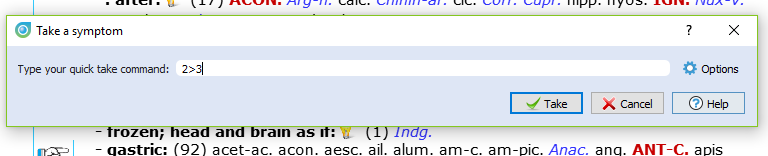 - after: (17) ACON. Arg-n. calc. Chinin-ar. cic. Coff. Cupr. hipp. hyos. IGN. Nux-v.
Take a symptom ?
Type your quick take command: 2>3 Options
Take Cancel Help
- frozen; head and brain as if: (1) Indg.
- gastric: (92) acet-ac. acon. aesc. ail. alum. am-c. am-pic. Anac. ang. ANT-C. apis